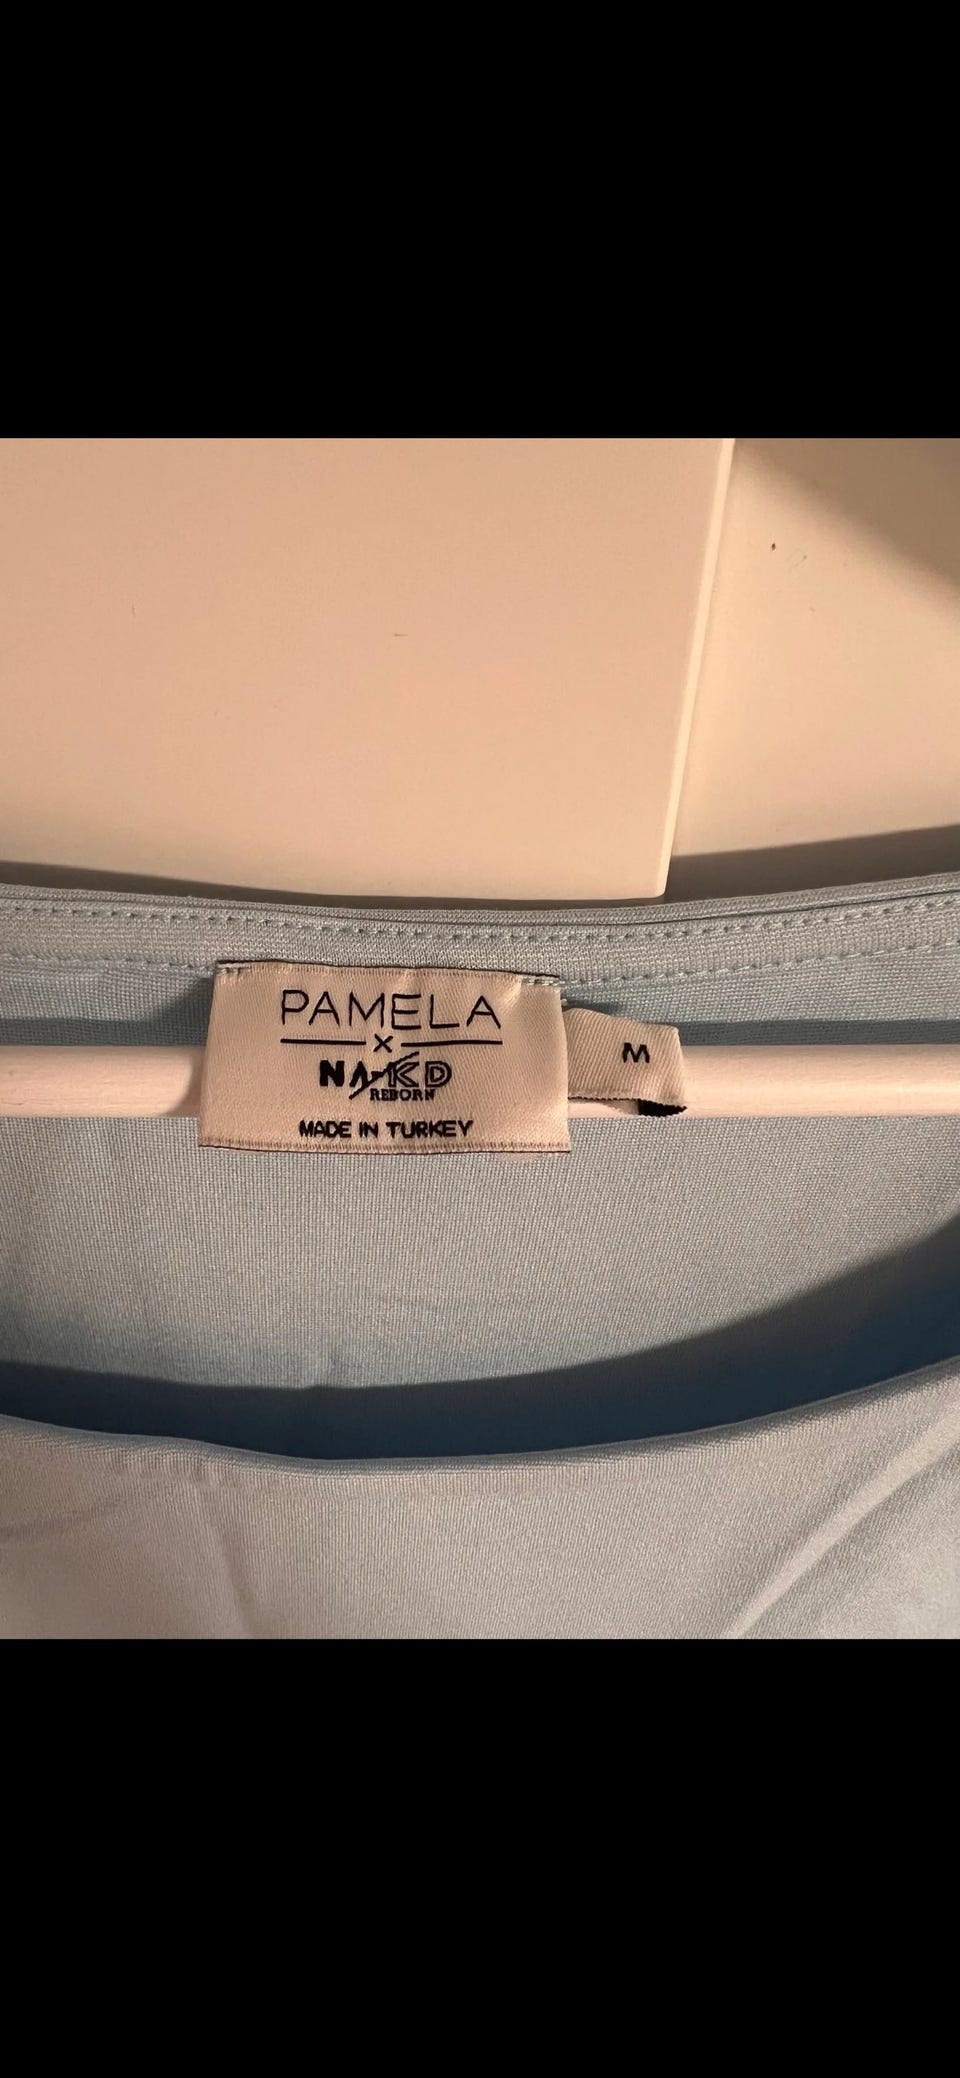 PAMELA
x
NA-KD
REBORN
MADE IN TURKEY
M